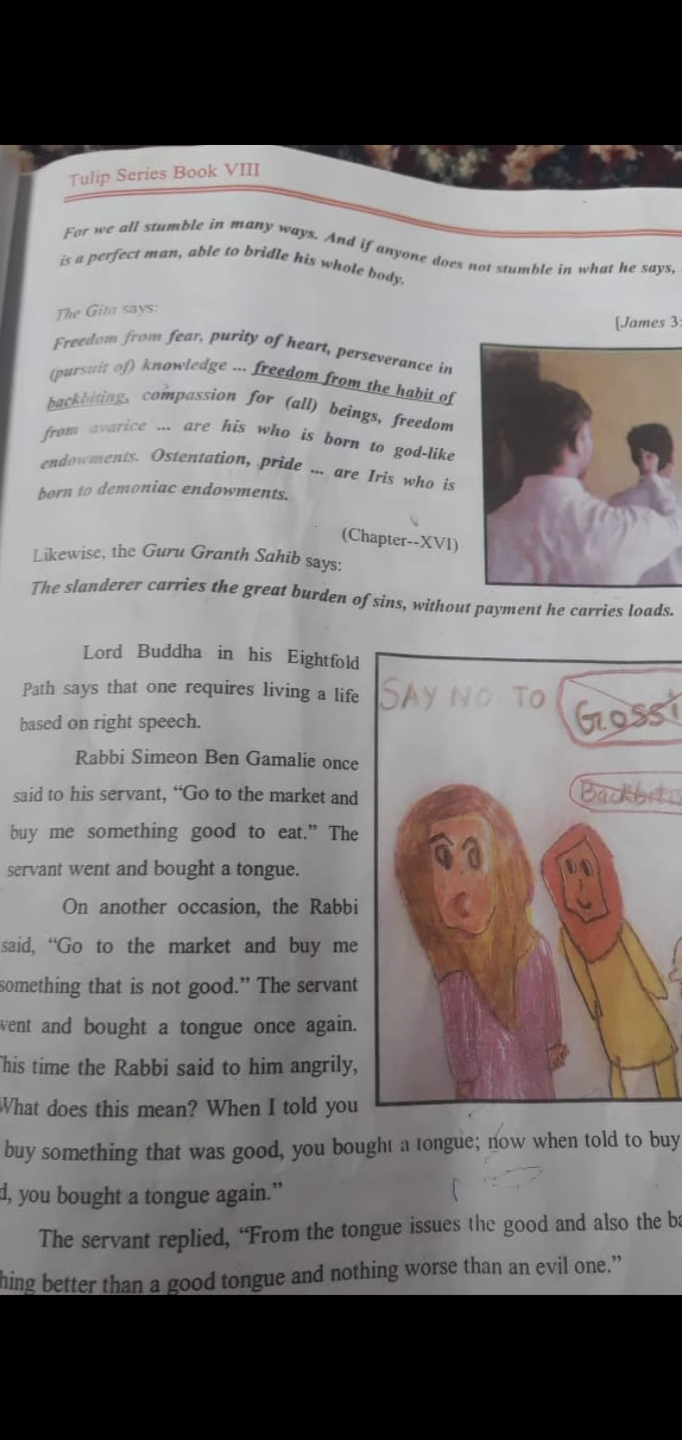 Tulip Series Book VIII
For we all stumble in many ways. And if anyone does not stumble in what he says,
is a perfect man, able to bridle his whole body.
[James 3:
The Gita says:
Freedom from fear, purity of heart, perseverance in
(pursuit of) knowledge ... freedom from the habit of
backbiting, compassion for (all) beings, freedom
from avarice ... are his who is born to god-like
endowments. Ostentation, pride ... are Iris who is
born to demoniac endowments.
(Chapter--XVI)
Likewise, the Guru Granth Sahib says:
The slanderer carries the great burden of sins, without payment he carries loads.
Lord Buddha in his Eightfold
Path says that one requires living a life
based on right speech.
Rabbi Simeon Ben Gamalie once
said to his servant, “Go to the market and
buy me something good to eat.” The
servant went and bought a tongue.
On another occasion, the Rabbi
said, “Go to the market and buy me
something that is not good.” The servant
went and bought a tongue once again.
This time the Rabbi said to him angrily,
What does this mean? When I told you
buy something that was good, you bought a tongue; now when told to buy
d, you bought a tongue again.”
The servant replied, “From the tongue issues the good and also the ba
hing better than a good tongue and nothing worse than an evil one.”
SAY NO TO Gossi
Backbit